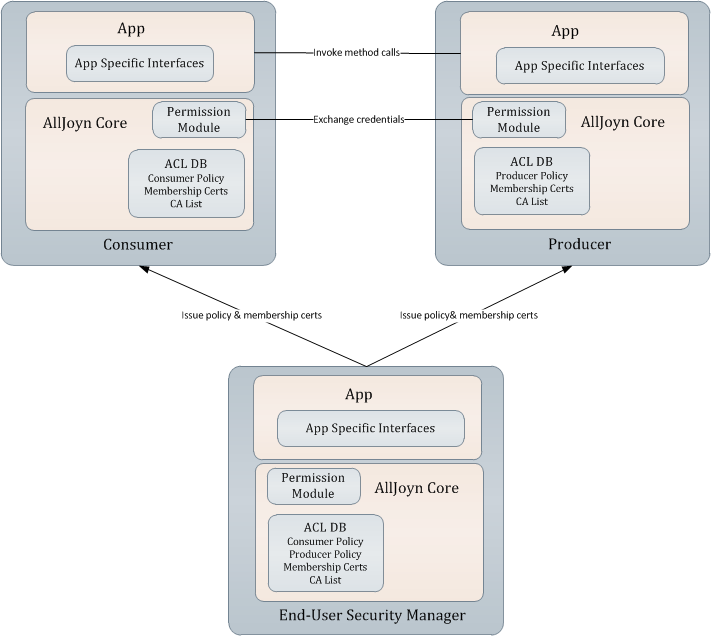 App
App Specific Interfaces
AllJoyn Core
Permission
Module
ACL DB
Consumer Policy
Membership Certs
CA List
Consumer
Invoke method calls
Exchange credentials
App
App Specific Interfaces
Permission
Module
AllJoyn Core
ACL DB
Producer Policy
Membership Certs
CA List
Producer
Issue policy & membership certs
Issue policy& membership certs
App
App Specific Interfaces
Permission
Module
AllJoyn Core
ACL DB
Consumer Policy
Producer Policy
Membership Certs
CA List
End-User Security Manager